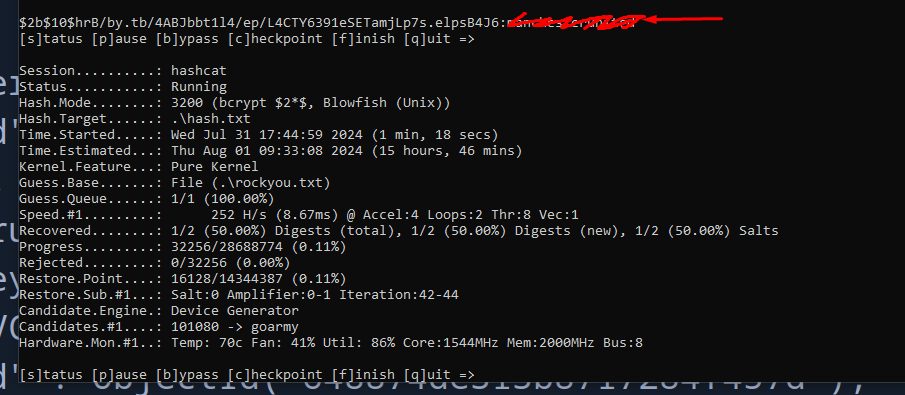 $2b$10$hrB/by.tb/4ABJbbt1l4/ep/L4CTY6391eSETamjLp7s.elpsB4J6:
[s]tatus [p]ause [b]ypass [c]heckpoint [f]inish [q]uit =>
Session..........: hashcat
Status...........: Running
Hash.Mode........: 3200 (bcrypt $2*$, Blowfish (Unix))
Hash.Target......: .\hash.txt
Time.Started.....: Wed Jul 31 17:44:59 2024 (1 min, 18 secs)
Time.Estimated...: Thu Aug 01 09:33:08 2024 (15 hours, 46 mins)
Kernel.Feature...: Pure Kernel
Guess.Base.......: File (.\rockyou.txt)
Guess.Queue......: 1/1 (100.00%)
Speed.#1.........:      252 H/s (8.67ms) @ Accel:4 Loops:2 Thr:8 Vec:1
Recovered........: 1/2 (50.00%) Digests (total), 1/2 (50.00%) Digests (new), 1/2 (50.00%) Salts
Progress.........: 32256/28688774 (0.11%)
Rejected.........: 0/32256 (0.00%)
Restore.Point....: 16128/14344387 (0.11%)
Restore.Sub.#1...: Salt:0 Amplifier:0-1 Iteration:42-44
Candidate.Engine.: Device Generator
Candidates.#1....: 101080 -> goarmy
Hardware.Mon.#1..: Temp: 70c Fan: 41% Util: 86% Core:1544MHz Mem:2000MHz Bus:8
[s]tatus [p]ause [b]ypass [c]heckpoint [f]inish [q]uit =>